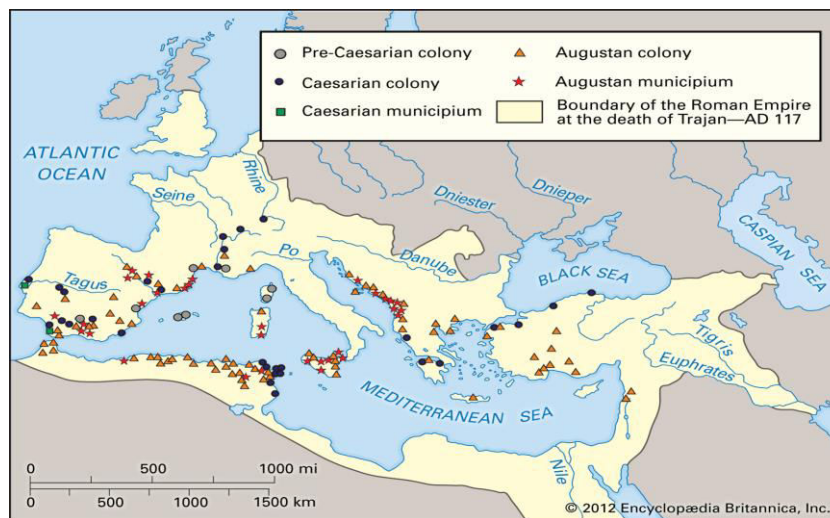 Pre-Caesarian colony
Caesarian colony
Caesarian municipium
Augustan colony
Augustan municipium
Boundary of the Roman Empire
at the death of Trajan—AD 117
ATLANTIC
OCEAN
Seine
Rhine
Dniester
Dnieper
CASPIAN SEA
Po
Danube
BLACK SEA
Tagus
Tigris
Euphrates
MEDITERRANEAN SEA
Nile
0 500 1000 mi
0 500 1000 1500 km
© 2012 Encyclopædia Britannica, Inc.